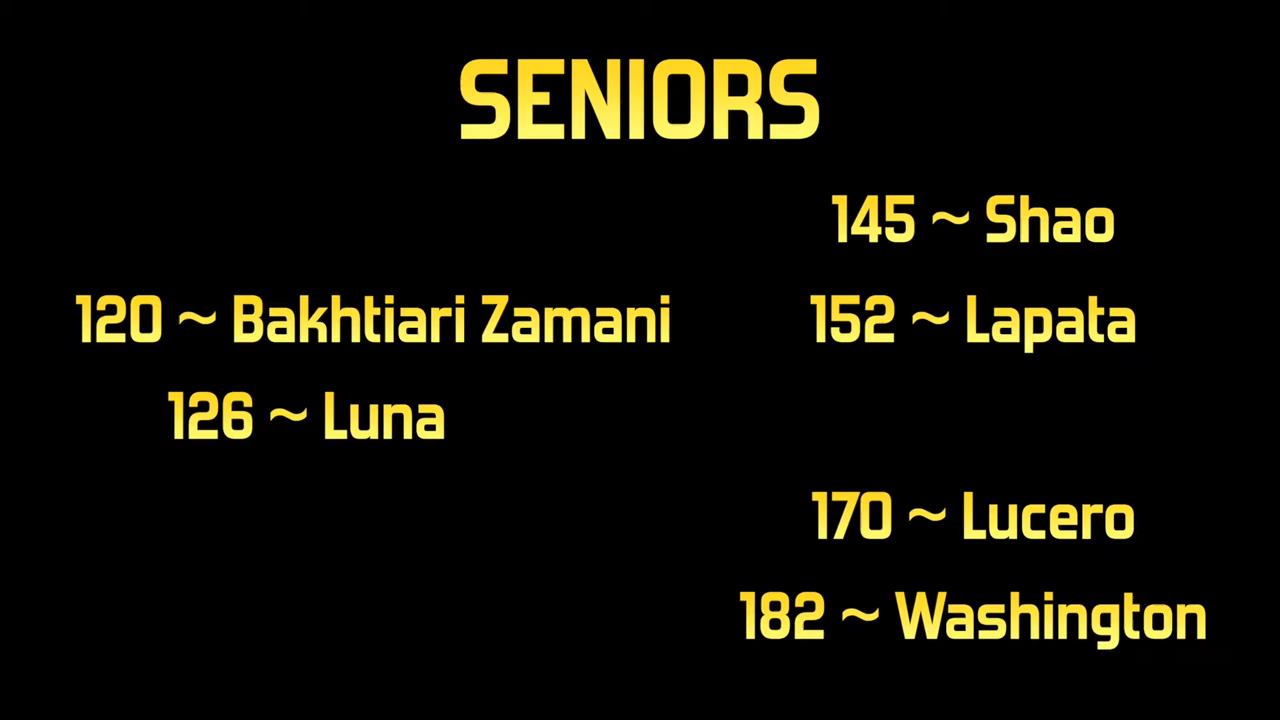 SENIORS
120 ~ Bakhtiari Zamani
126 ~ Luna
145 ~ Shao
152 ~ Lapata
170 ~ Lucero
182 ~ Washington